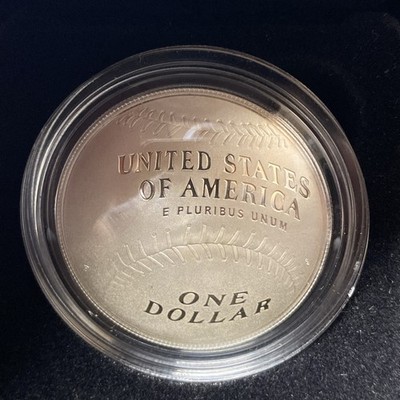 UNITED STATES
OF AMERICA
E PLURIBUS UNUM
ONE
DOLLAR